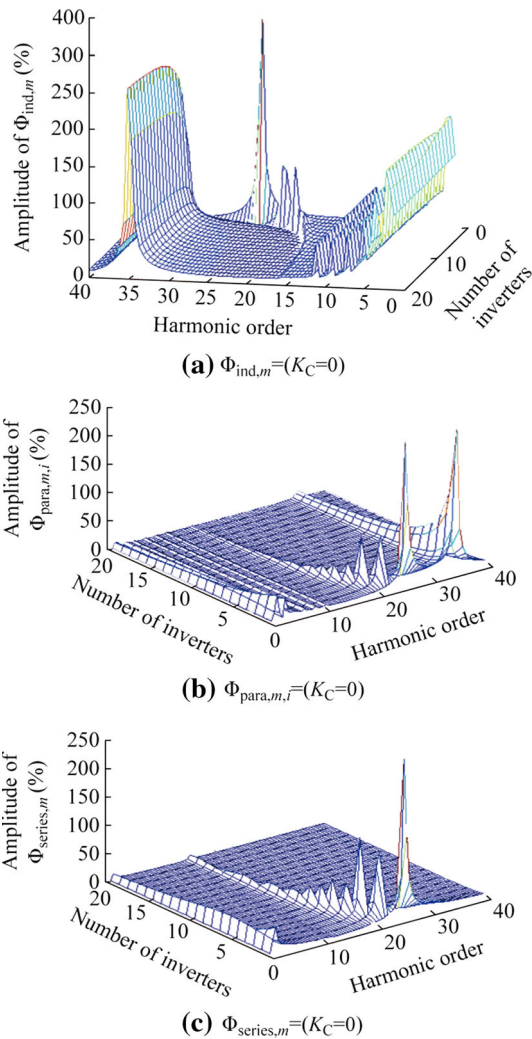 Amplitude of Φind,m (%)
400
350
300
250
200
150
100
50
0
40 35 30 25 20 15 10 5 0
Harmonic order
0
10
20
Number of
inverters
(a) Φind,m=(KC=0)
Amplitude of
Φpara,m,i (%)
250
200
150
100
50
0
20
15
10
5
0
Number of inverters
10
20
30
40
Harmonic order
(b) Φpara,m,i=(KC=0)
Amplitude of
Φseries,m (%)
250
200
150
100
50
0
20
15
10
5
0
Number of inverters
10
20
30
40
Harmonic order
(c) Φseries,m=(KC=0)